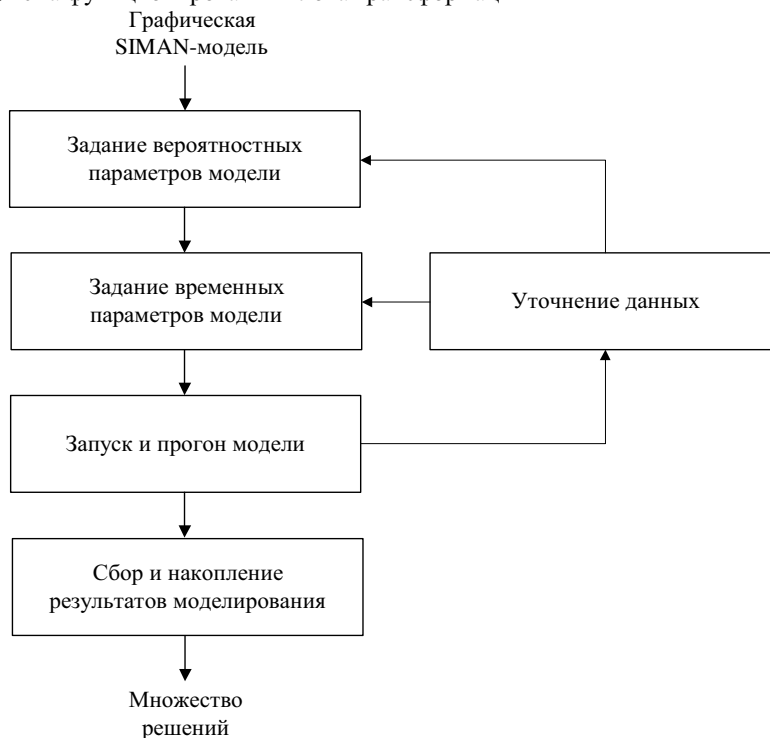 Графическая
SIMAN-модель
Задание вероятностных
параметров модели
Задание временных
параметров модели
Уточнение данных
Запуск и прогон модели
Сбор и накопление
результатов моделирования
Множество
решений